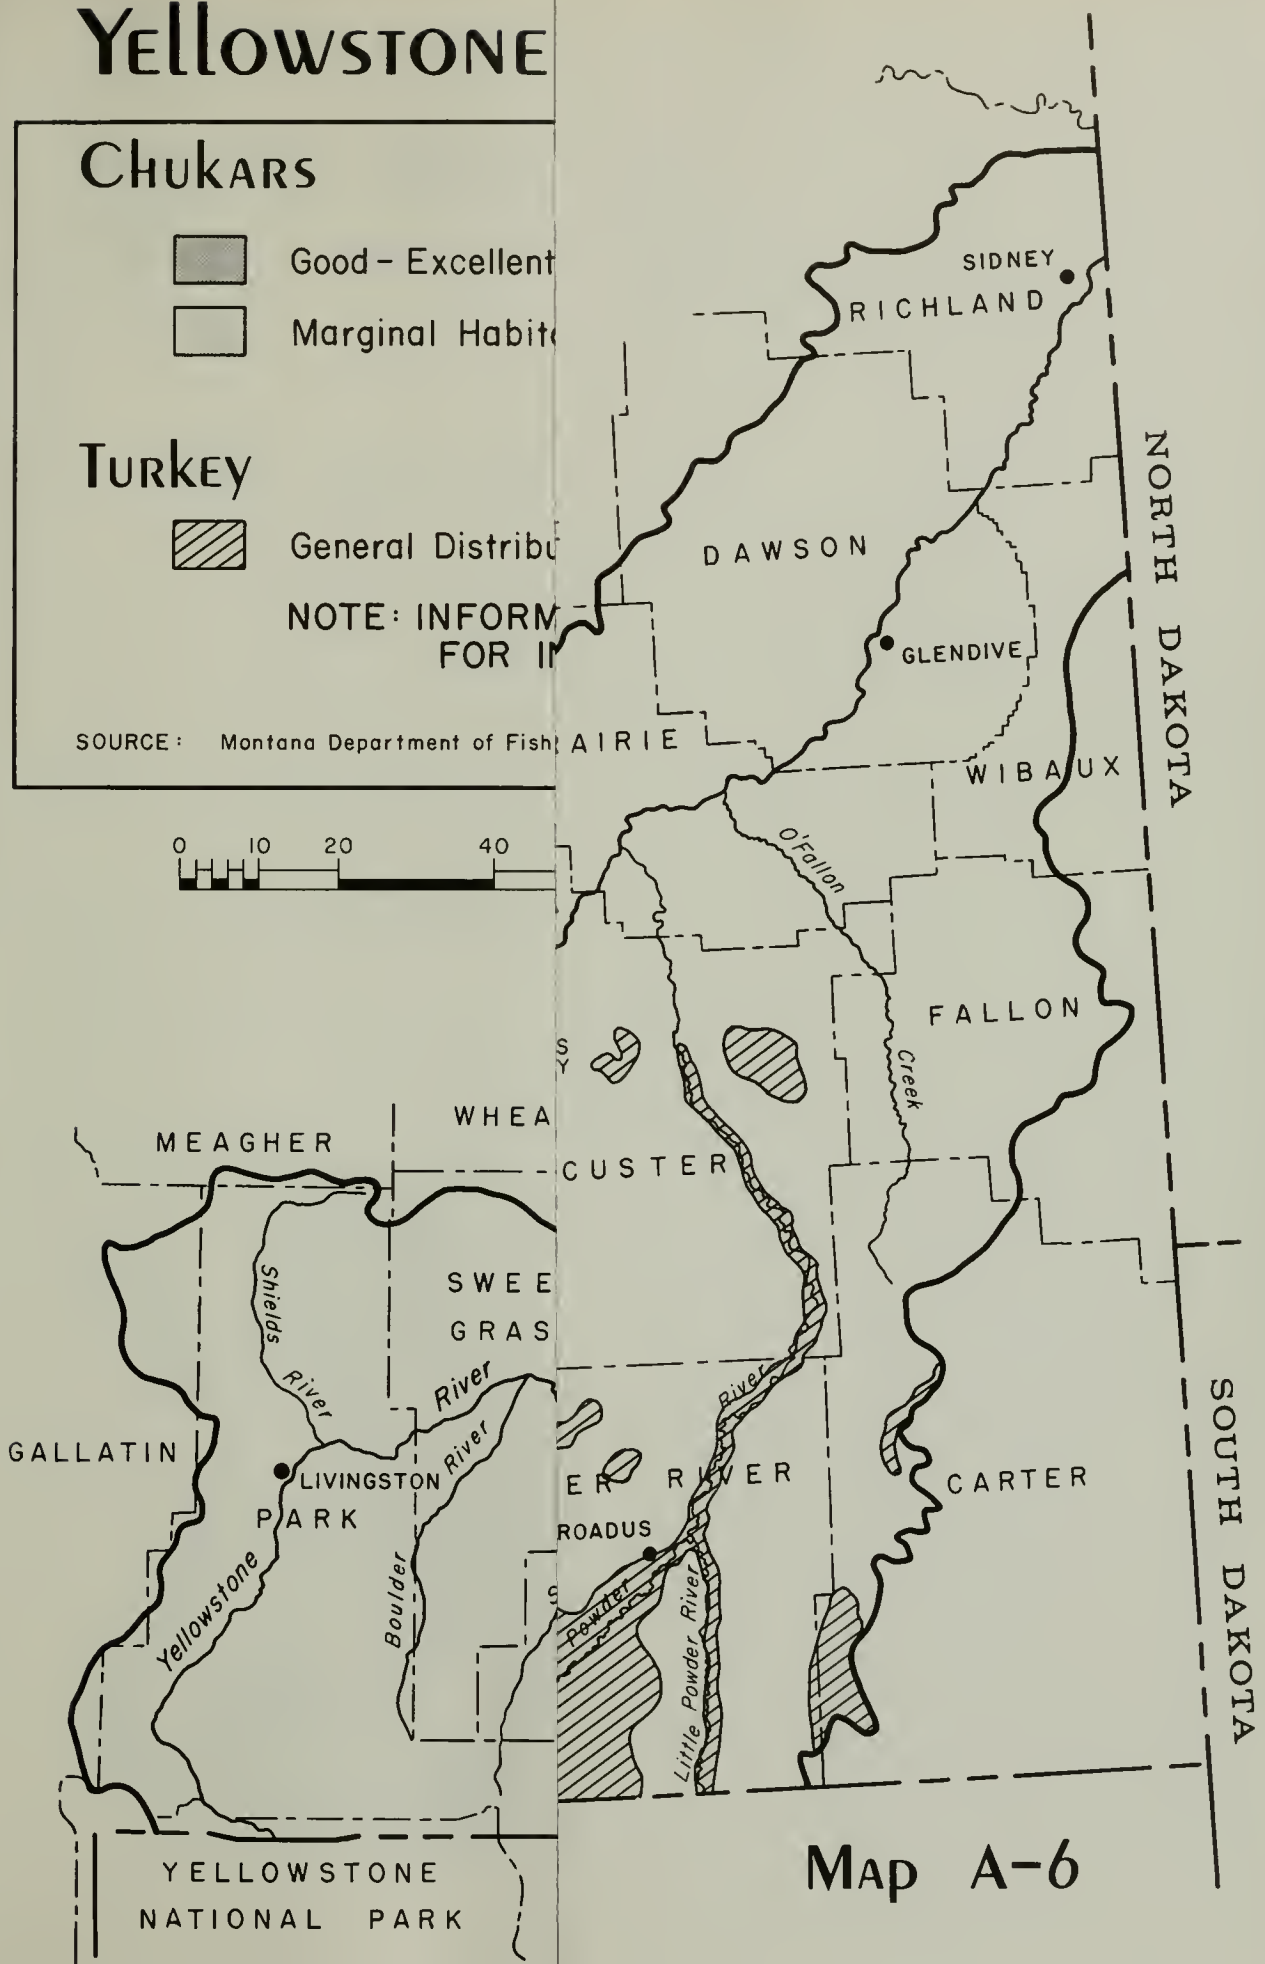 Yellowstone
Chukars
Good - Excellent
Marginal Habit
Turkey
General Distribu
NOTE: INFORM
FOR I
SOURCE: Montana Department of Fish
0 10 20 40
SIDNEY
RICHLAND
DAWSON
GLENDIVE
AIRIE
WIBAUX
O'Fallon
Creek
FALLON
NORTH DAKOTA
S
Y
CUSTER
MEAGHER
WHEA
SWEE
GRAS
Shields
River
River
River
Boulder
GALLATIN
LIVINGSTON
PARK
Yellowstone
S
River
ER RIVER
ROADUS
Powder
Little Powder River
CARTER
SOUTH DAKOTA
YELLOWSTONE
NATIONAL PARK
Map A-6